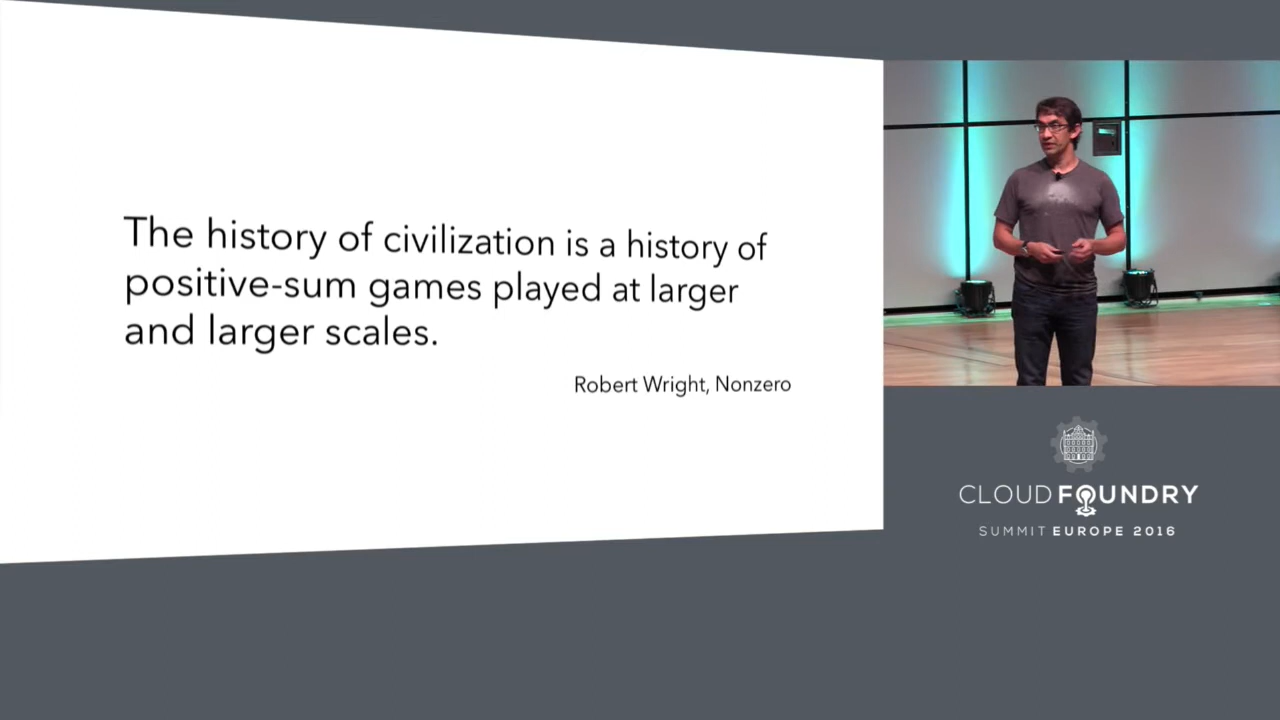 The history of civilization is a history of
positive-sum games played at larger
and larger scales.
Robert Wright, Nonzero
CLOUD FOUNDRY
SUMMIT EUROPE 2016